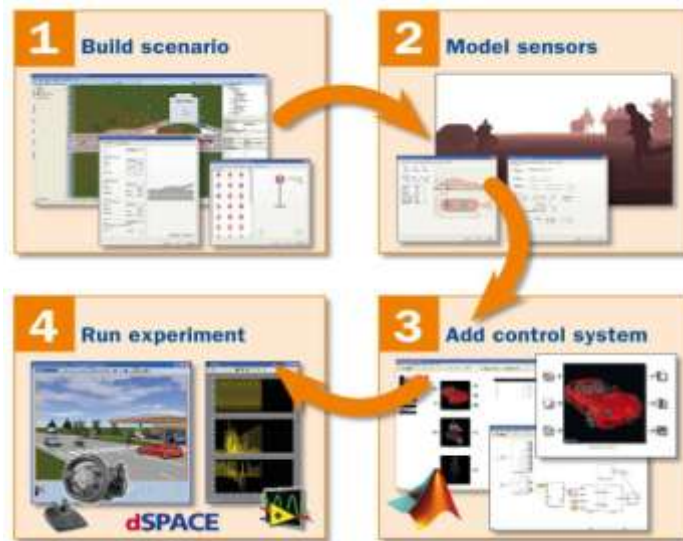 1 Build scenario
2 Model sensors
3 Add control system
4 Run experiment
dSPACE